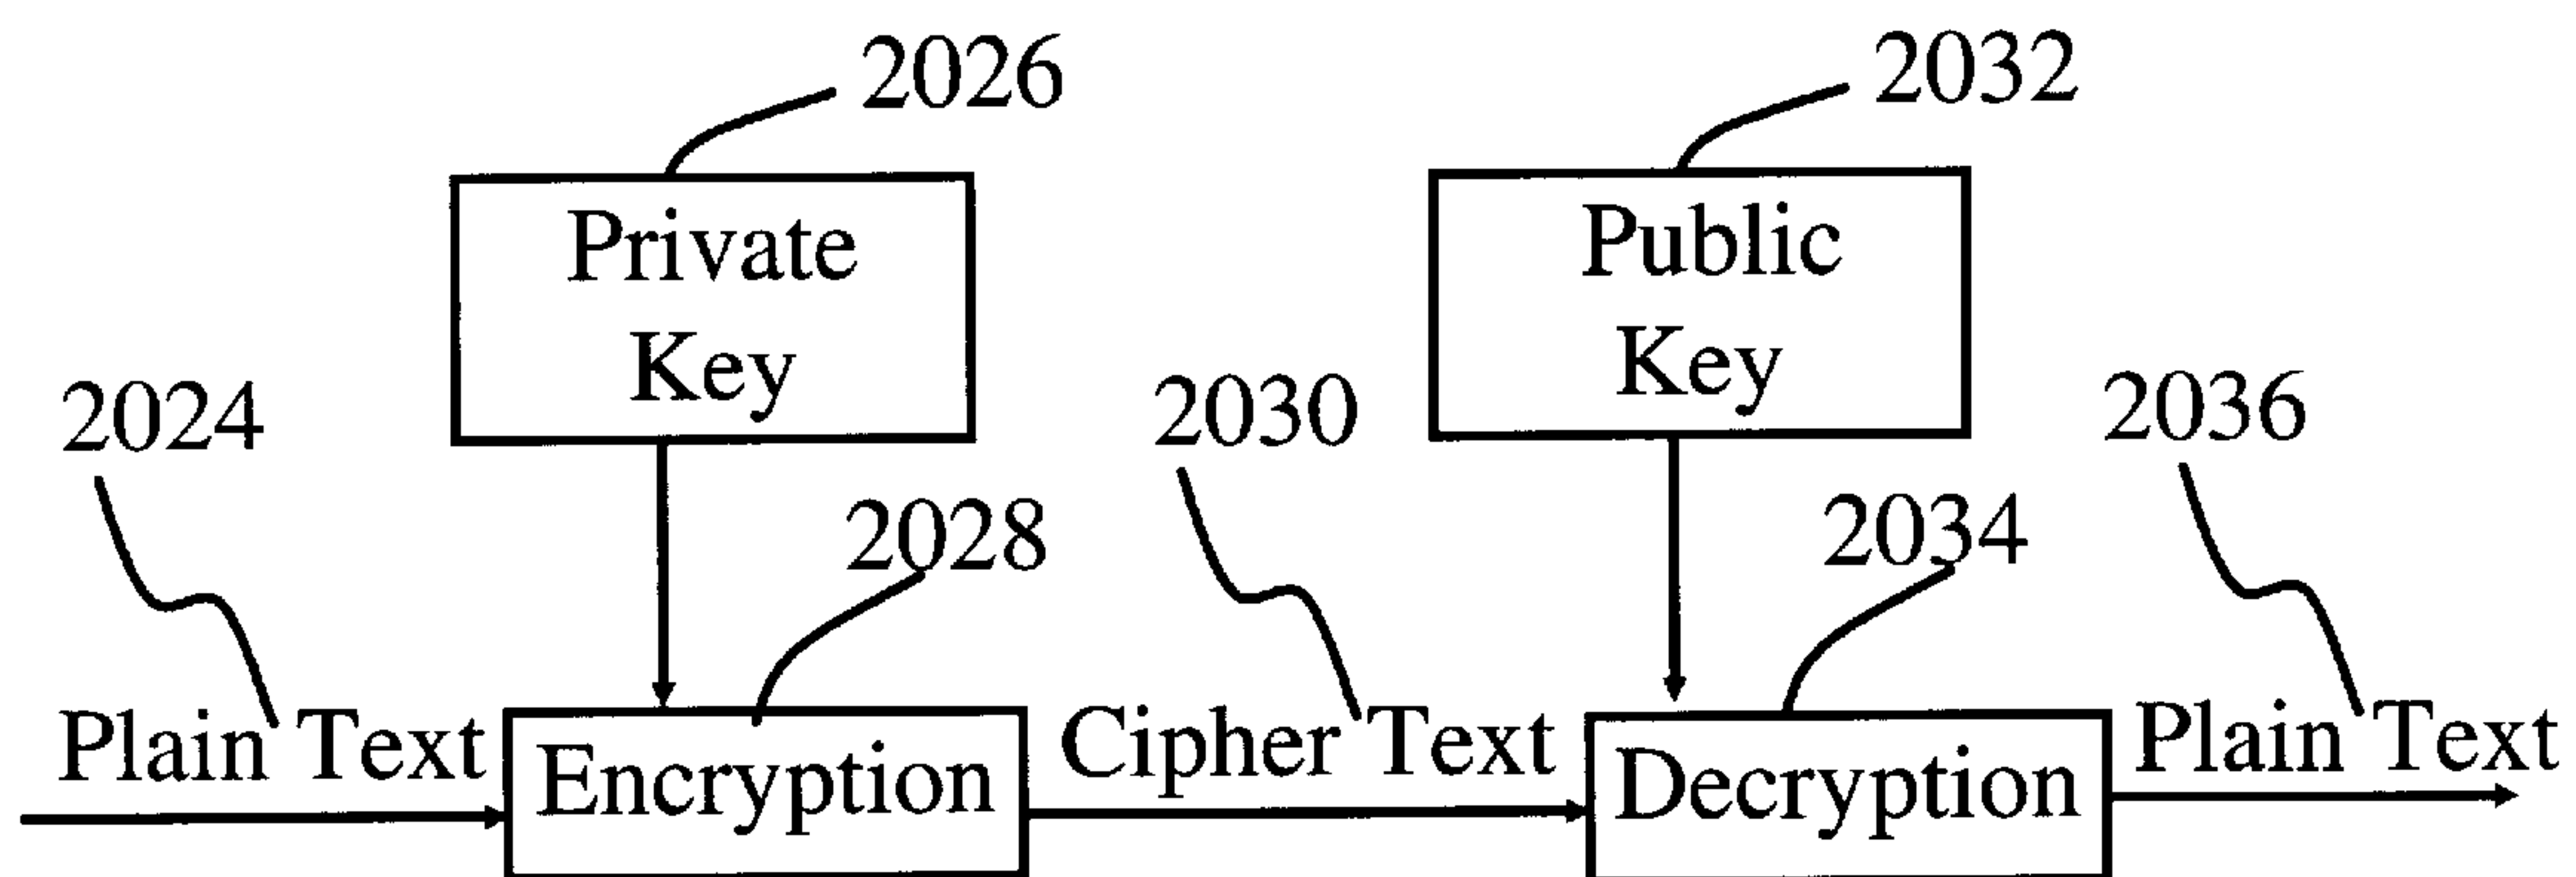 2026
2032
Private
Key
Public
Key
2024
2030
2036
2028
2034
Plain Text
Encryption
Cipher Text
Decryption
Plain Text